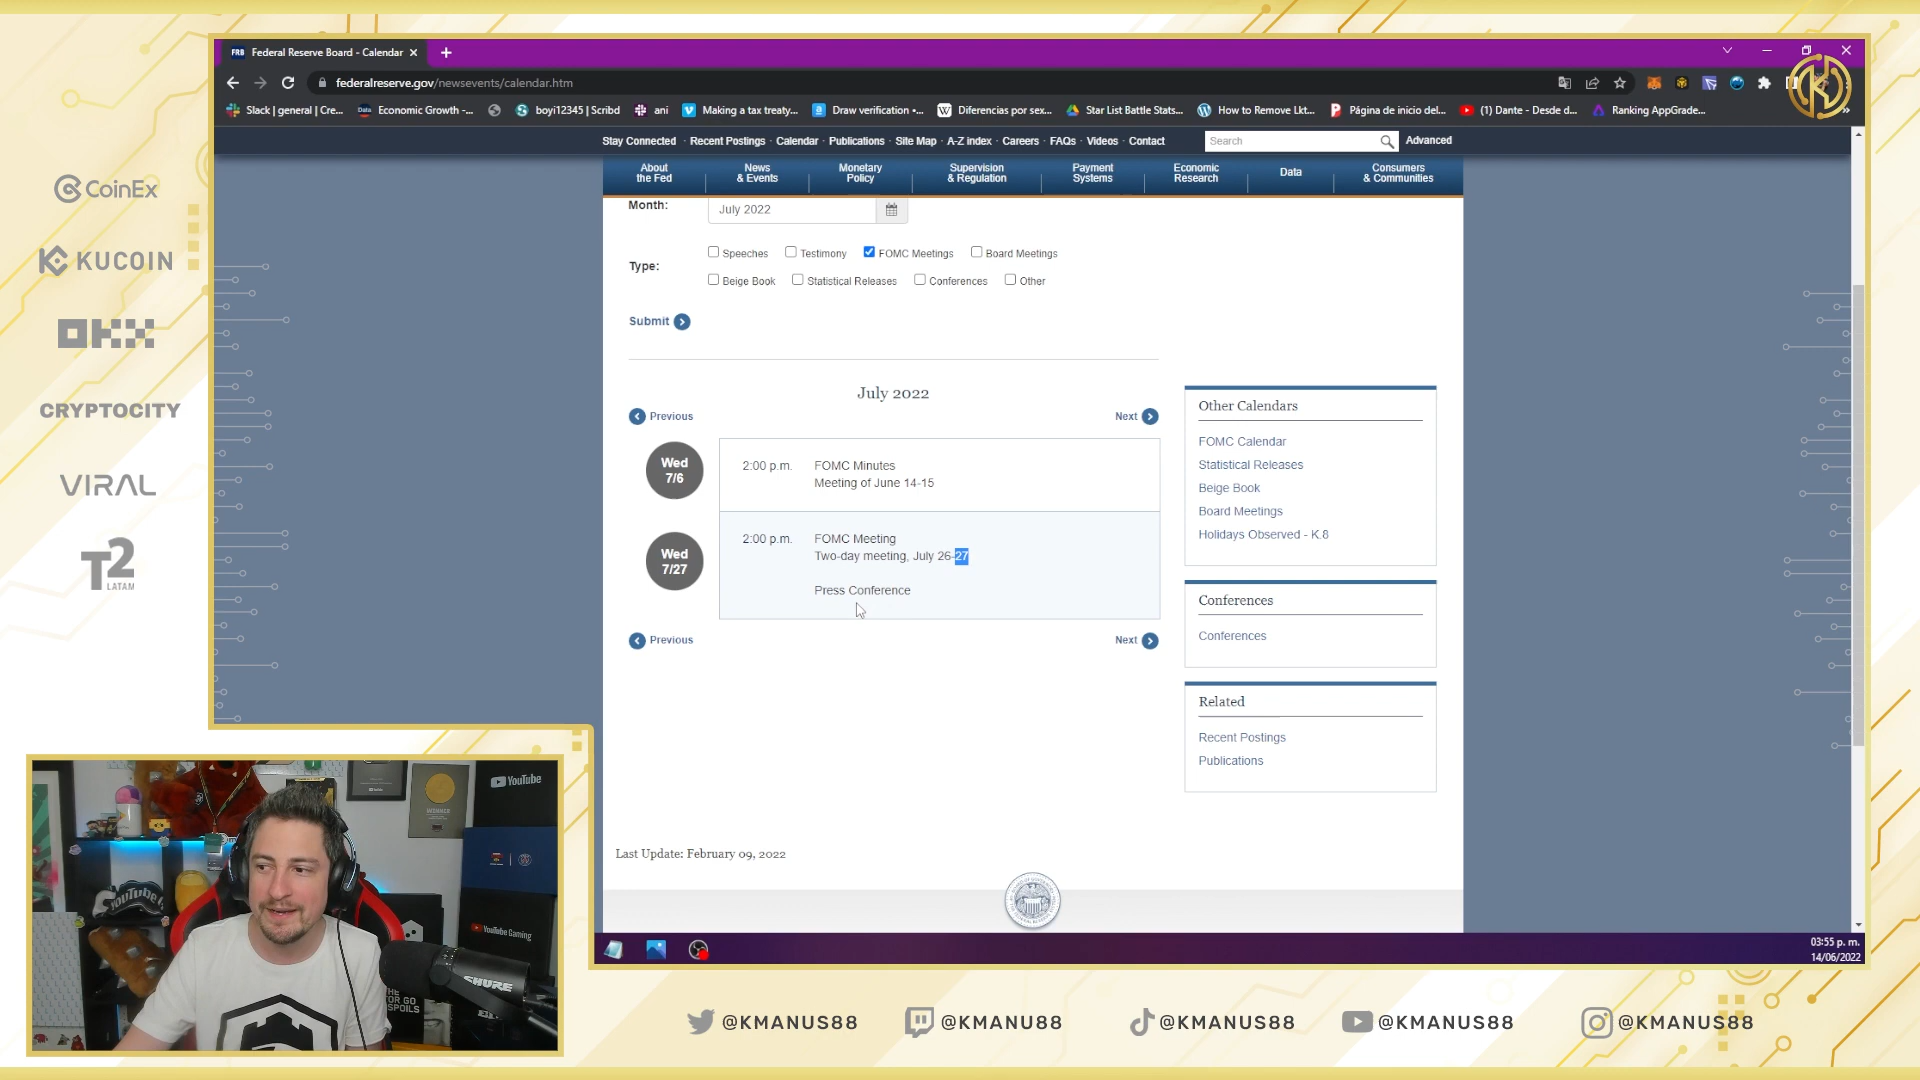 FRB Federal Reserve Board - Calendar
federalreserve.gov/newsevents/calendar.htm
Slack | general | Cre...
Economic Growth -...
boyi12345 | Scribd
ani
Making a tax treaty...
Draw verification •...
Diferencias por sex...
Star List Battle Stats...
How to Remove Lkt...
Página de inicio del...
(1) Dante - Desde d...
Ranking AppGrade...
Stay Connected · Recent Postings · Calendar · Publications · Site Map · A-Z index · Careers · FAQs · Videos · Contact
Search
Advanced
About the Fed
News & Events
Monetary Policy
Supervision & Regulation
Payment Systems
Economic Research
Data
Consumers & Communities
Month:
July 2022
Type:
Speeches
Testimony
FOMC Meetings
Board Meetings
Beige Book
Statistical Releases
Conferences
Other
Submit
July 2022
Previous
Next
Wed 7/6
2:00 p.m.
FOMC Minutes
Meeting of June 14-15
Wed 7/27
2:00 p.m.
FOMC Meeting
Two-day meeting, July 26-27
Press Conference
Previous
Next
Other Calendars
FOMC Calendar
Statistical Releases
Beige Book
Board Meetings
Holidays Observed - K.8
Conferences
Conferences
Related
Recent Postings
Publications
Last Update: February 09, 2022
03:55 p. m.
14/06/2022
CoinEx
KUCOIN
OKX
CRYPTOCITY
VIRAL
T2
LATAM
YouTube
YouTube
YouTube Gaming
SHURE
THE
OR GO
SPOILS
@KMANUS88
@KMANU88
@KMANUS88
@KMANUS88
@KMANUS88